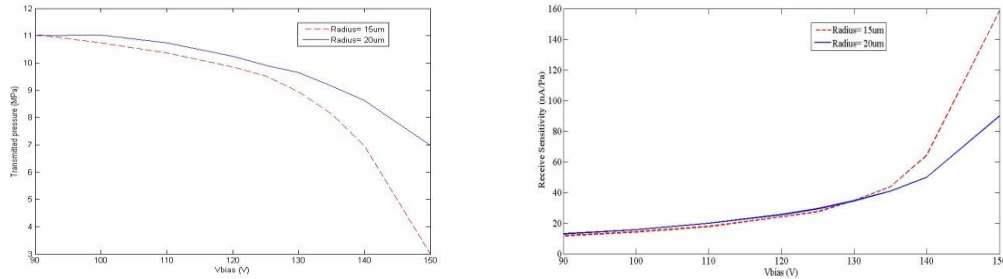 12
11
10
9
8
7
6
5
4
3
90 100 110 120 130 140 150
Transmitted pressure (MPa)
Vbias (V)
Radius= 15um
Radius= 20um
160
140
120
100
80
60
40
20
0
90 100 110 120 130 140 150
Receive Sensitivity (nA/Pa)
Vbias (V)
Radius= 15um
Radius= 20um